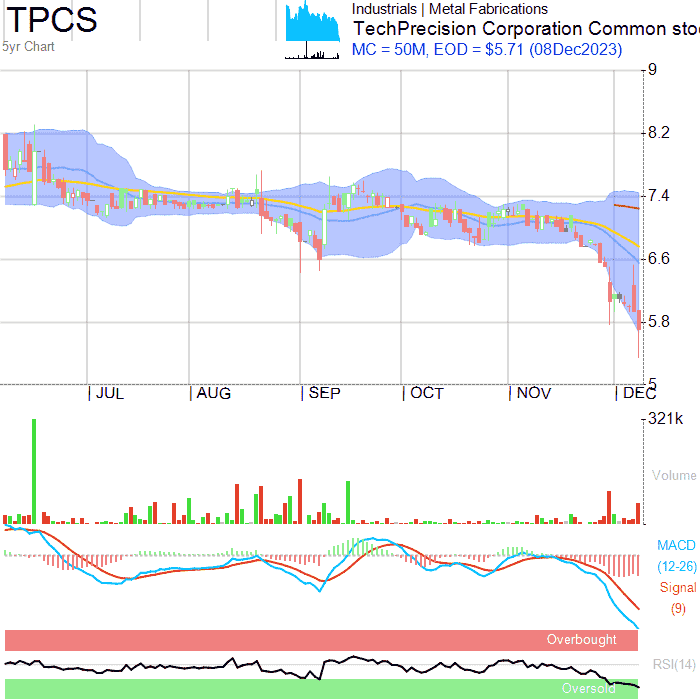 TPCS
5yr Chart
Industrials | Metal Fabrications
TechPrecision Corporation Common sto
MC = 50M, EOD = $5.71 (08Dec2023)
9
8.2
7.4
6.6
5.8
5
JUL AUG SEP OCT NOV DEC
321k
Volume
MACD
(12-26)
Signal
(9)
Overbought
RSI(14)
Oversold